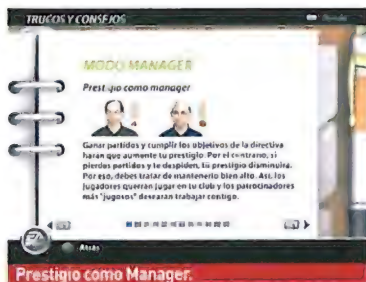 TRUCOS Y CONSEJOS
MODO MANAGER
Prestigio como manager
Ganar partidos y cumplir los objetivos de la directiva
harán que aumente tu prestigio. Por el contrario, si
pierdes partidos y te despiden, tu prestigio disminuirá.
Por eso, debes tratar de mantenerlo bien alto. Así, los
jugadores querrán jugar en tu club y los patrocinadores
más "jugosos" desearán trabajar contigo.
Atrás
Prestigio como Manager.